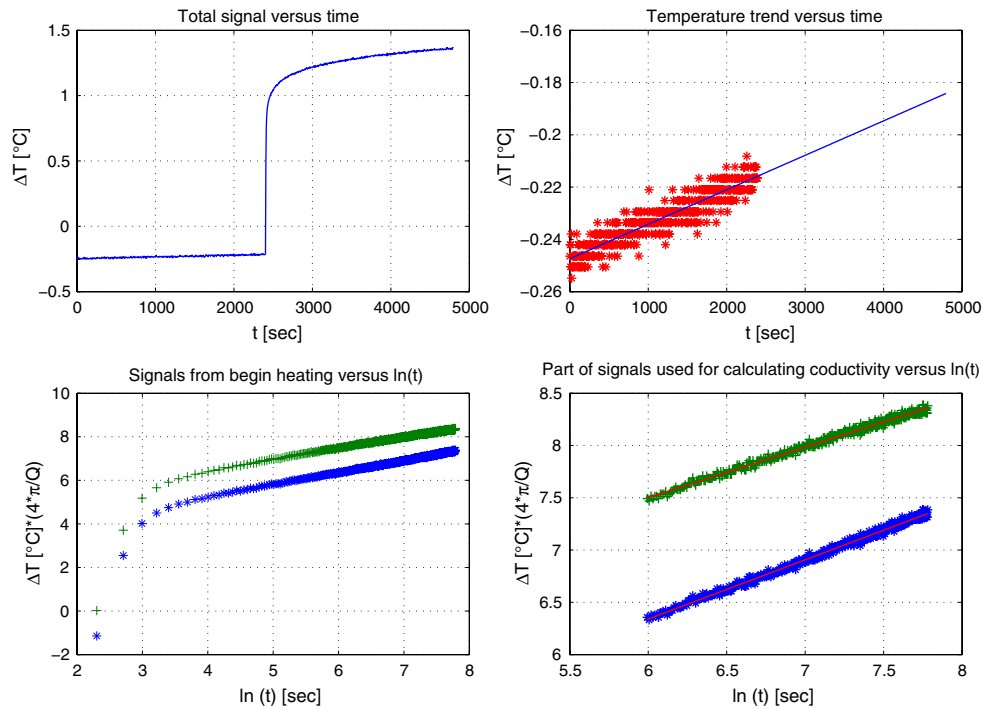 Total signal versus time
1.5
1
0.5
0
−0.5
ΔT [°C]
0 1000 2000 3000 4000 5000
t [sec]
Temperature trend versus time
−0.16
−0.18
−0.2
−0.22
−0.24
−0.26
ΔT [°C]
0 1000 2000 3000 4000 5000
t [sec]
Signals from begin heating versus ln(t)
10
8
6
4
2
0
−2
ΔT [°C]*(4*π/Q)
2 3 4 5 6 7 8
ln (t) [sec]
Part of signals used for calculating coductivity versus ln(t)
8.5
8
7.5
7
6.5
6
ΔT [°C]*(4*π/Q)
5.5 6 6.5 7 7.5 8
ln (t) [sec]